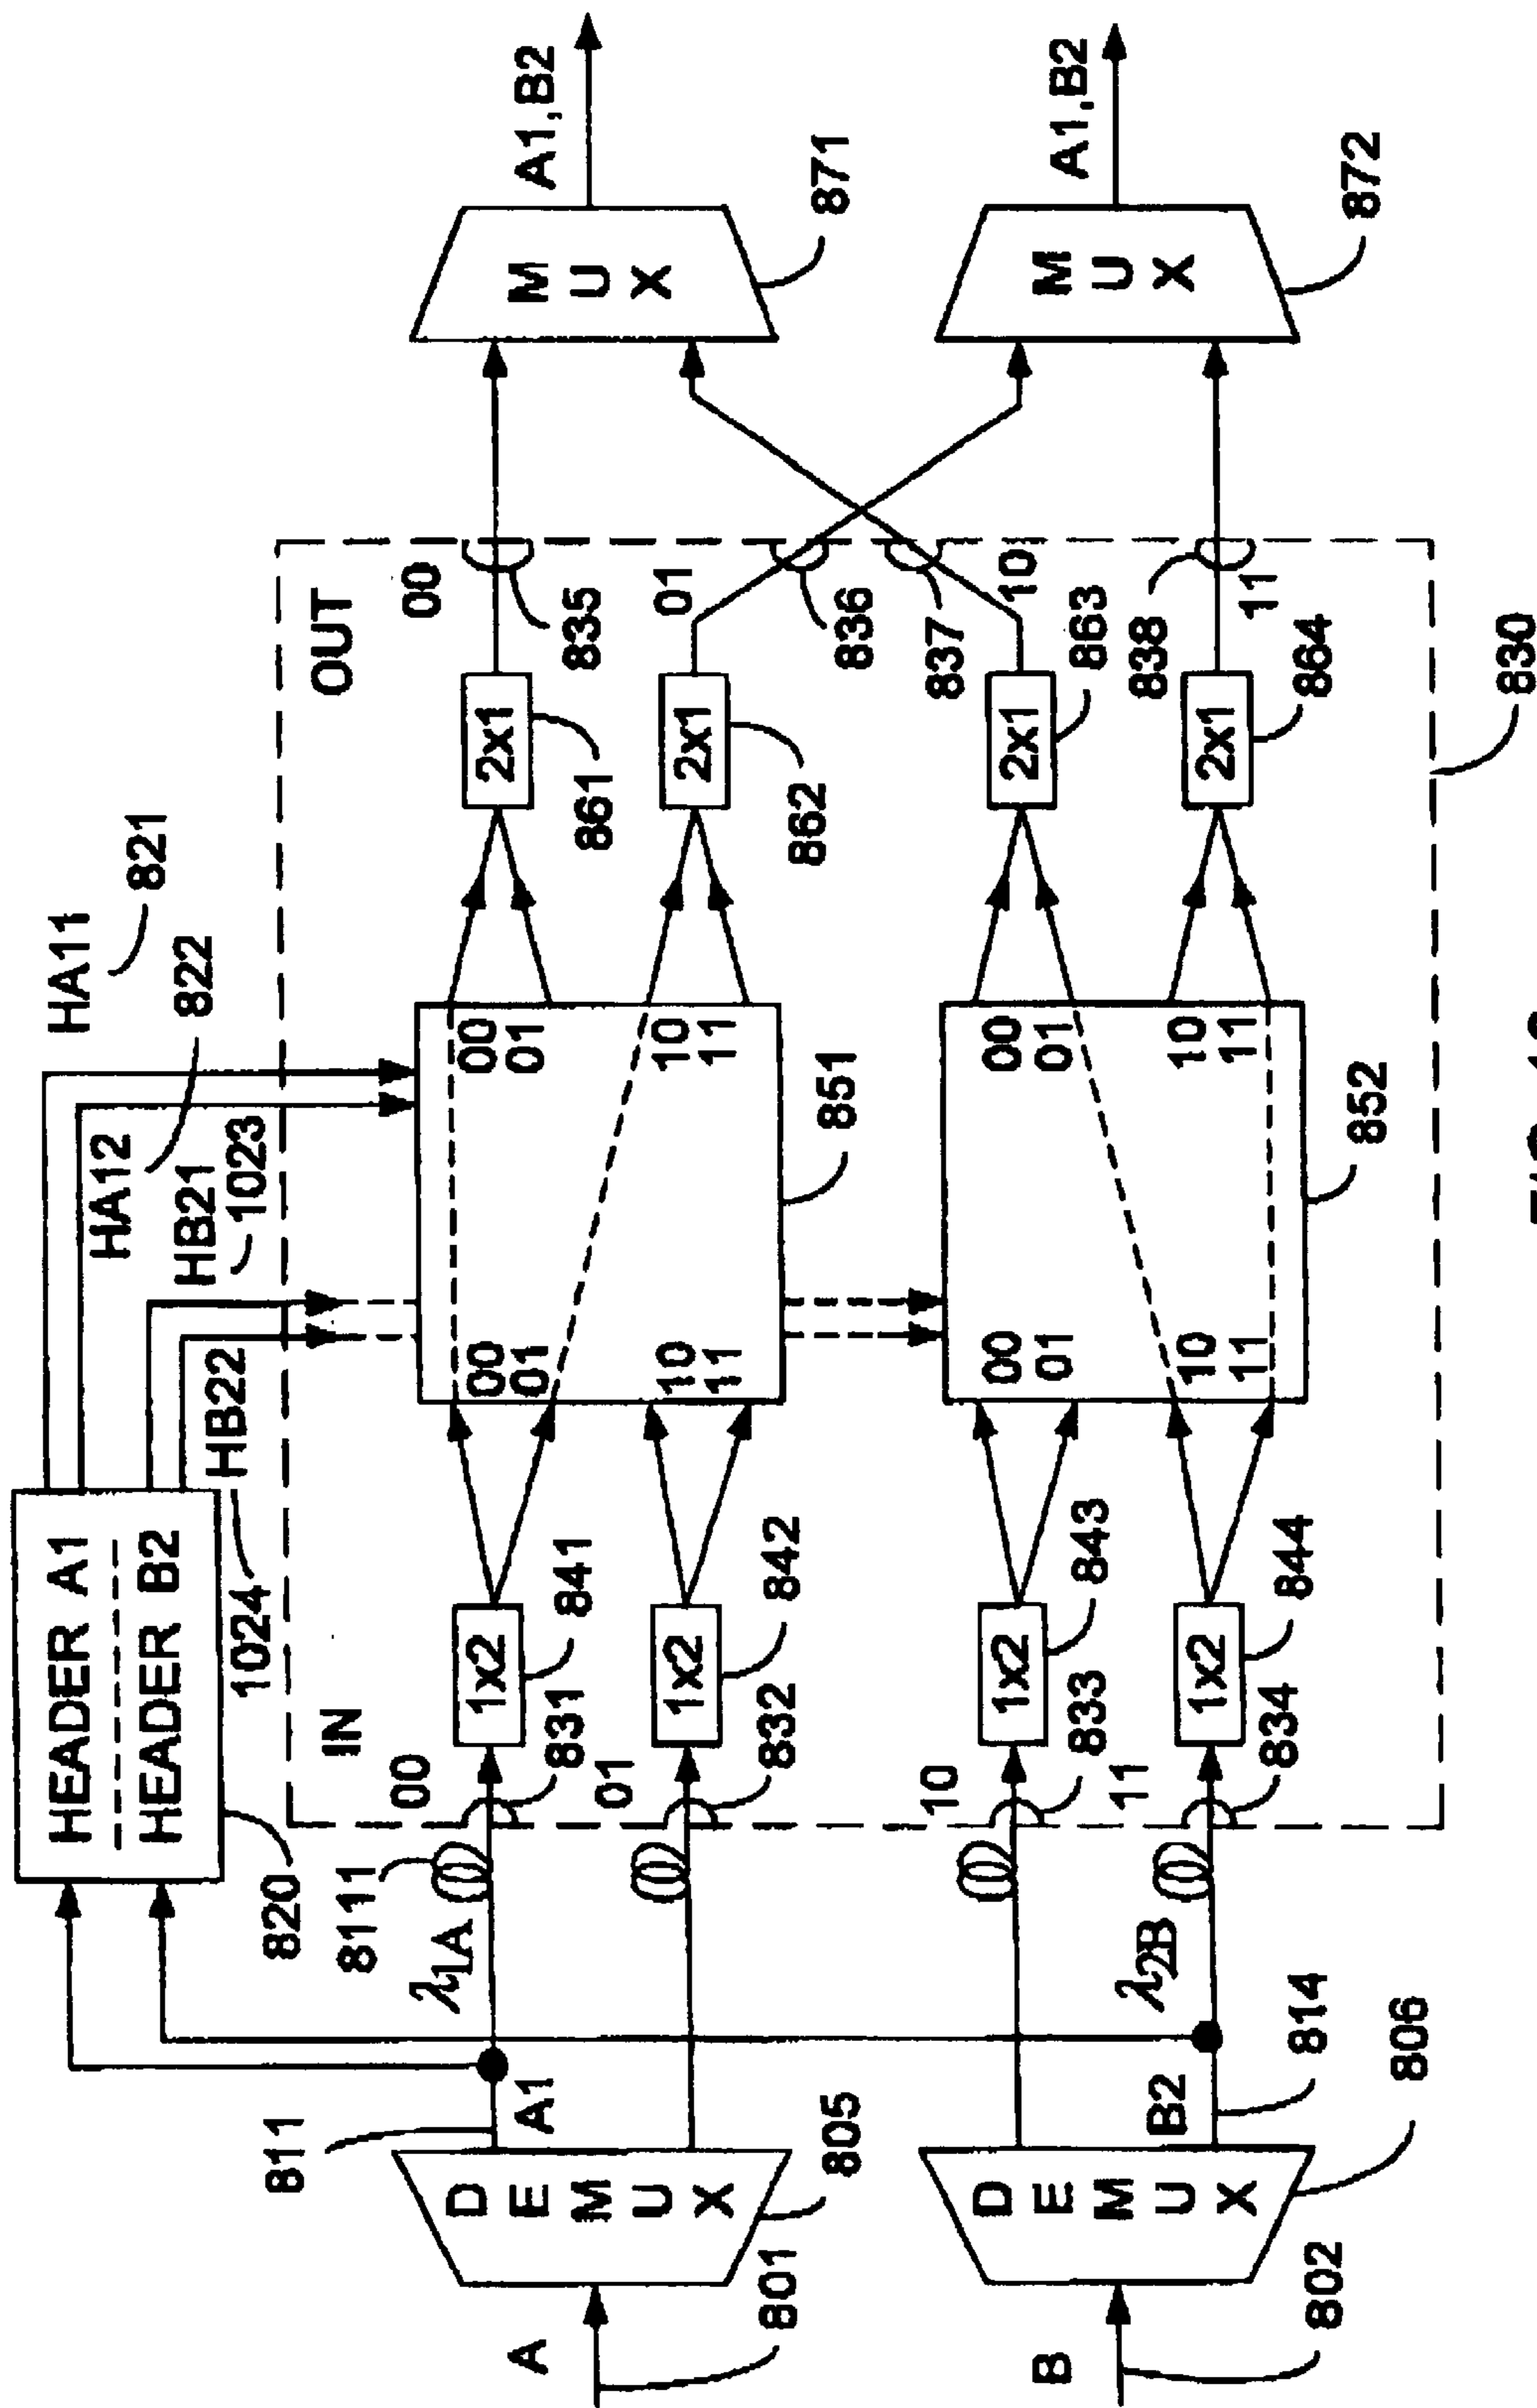 HA11
821
HA12
822
HB21
1023
HB22
1024
HEADER A1
HEADER B2
820
IN
OUT
A
801
DEMUX
805
811
A1
λ1A
8111
00
831
1x2
841
01
832
1x2
842
00
01
10
11
00
01
10
11
851
2x1
861
00
835
2x1
862
01
836
MUX
871
A1,B2
B
802
DEMUX
806
B2
814
λ2B
10
833
1x2
843
11
834
1x2
844
00
01
10
11
00
01
10
11
852
2x1
863
10
837
2x1
864
11
838
MUX
872
A1,B2
830